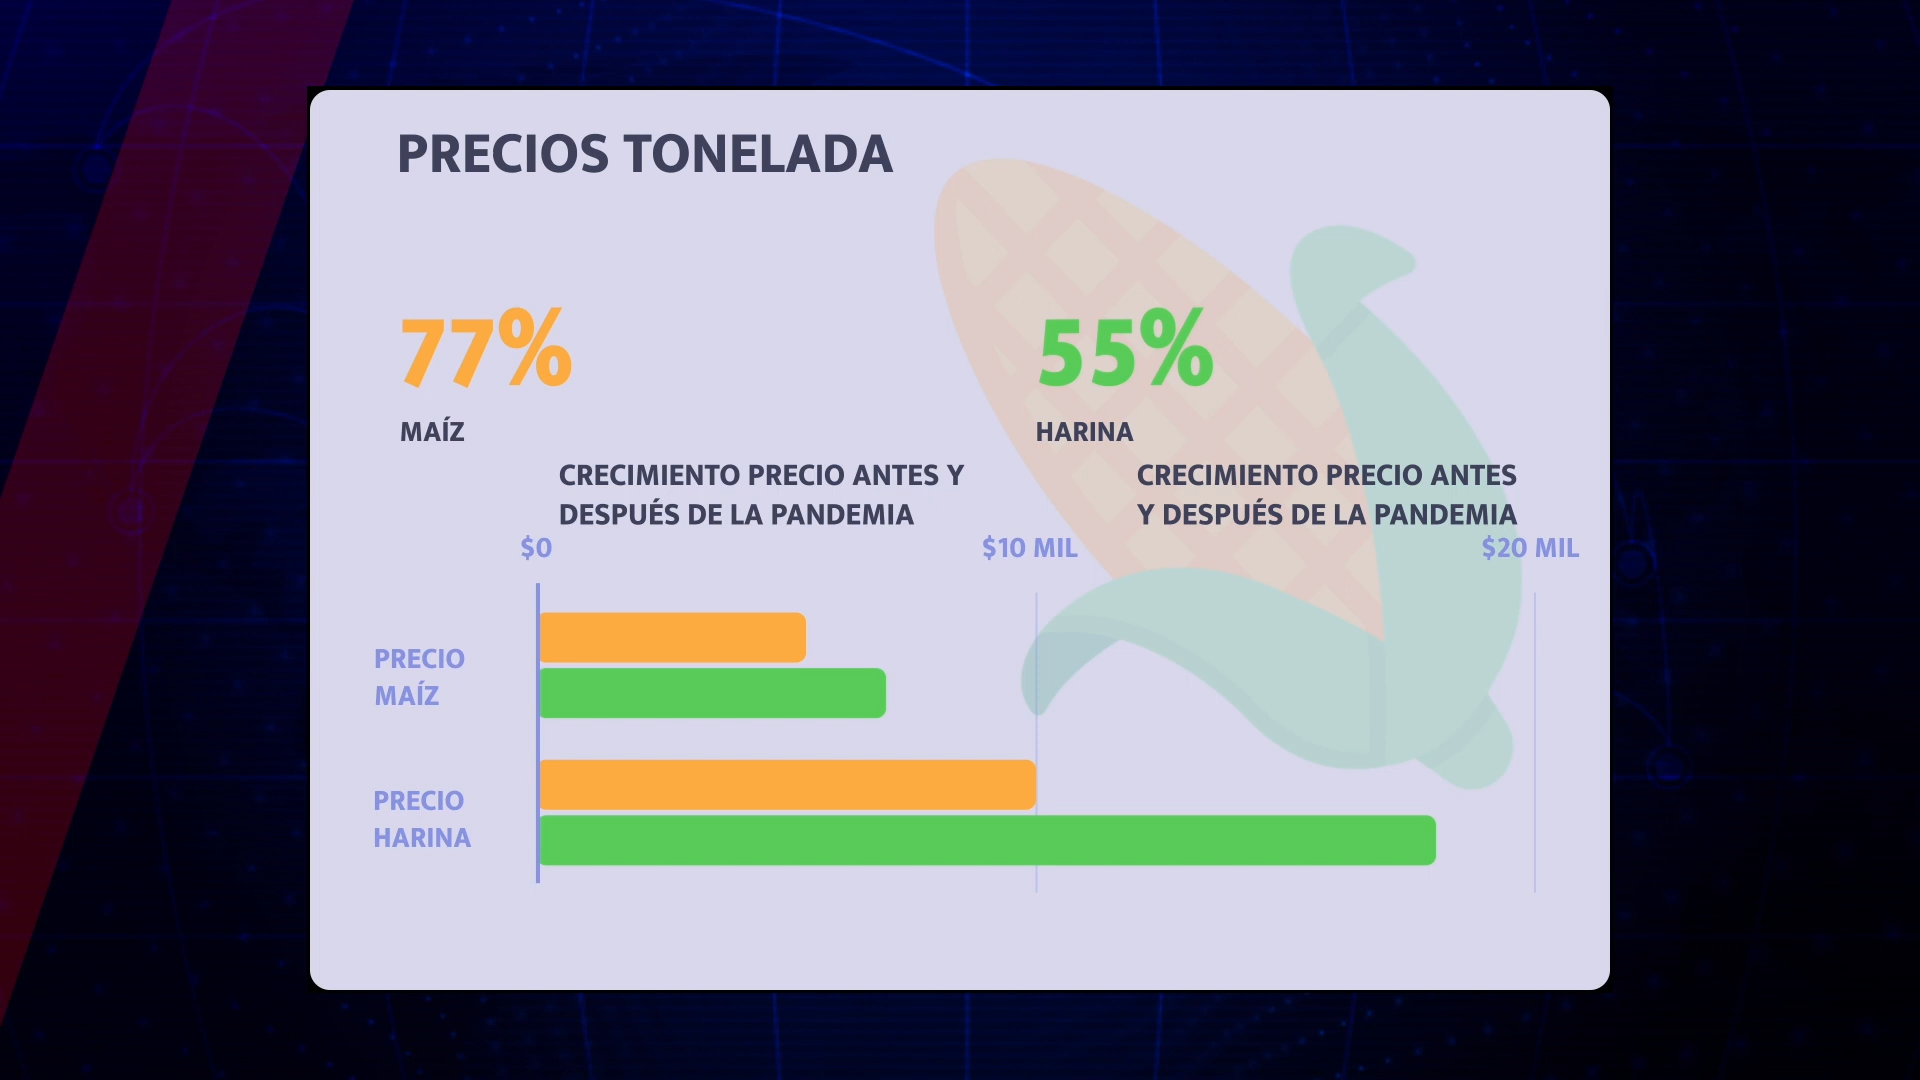 PRECIOS TONELADA
77%
MAÍZ
CRECIMIENTO PRECIO ANTES Y
DESPUÉS DE LA PANDEMIA
55%
HARINA
CRECIMIENTO PRECIO ANTES
Y DESPUÉS DE LA PANDEMIA
$0
$10 MIL
$20 MIL
PRECIO
MAÍZ
PRECIO
HARINA